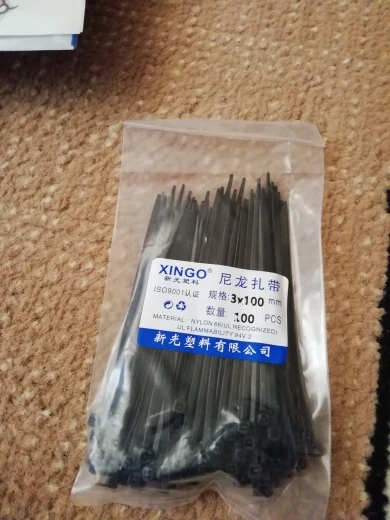 XINGO®
新光塑料
尼龙扎带
ISO9001认证
规格: 3x100 mm
数量: 100 PCS
MATERIAL: NYLON 66(UL RECOGNIZED)
UL FLAMMABILITY 94V 2
新光塑料有限公司